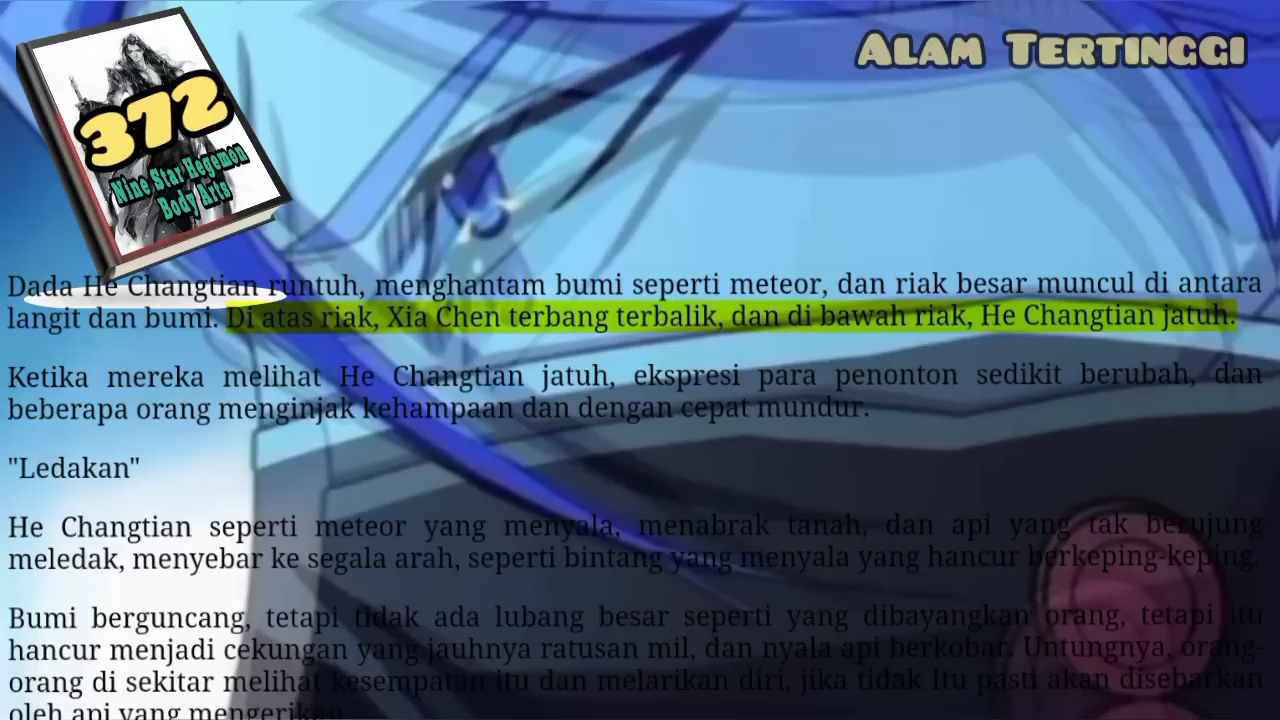 Alam Tertinggi
372
Nine Star Hegemon
Body Arts
Dada He Changtian runtuh, menghantam bumi seperti meteor, dan riak besar muncul di antara
langit dan bumi. Di atas riak, Xia Chen terbang terbalik, dan di bawah riak, He Changtian jatuh.
Ketika mereka melihat He Changtian jatuh, ekspresi para penonton sedikit berubah, dan
beberapa orang menginjak kehampaan dan dengan cepat mundur.
"Ledakan"
He Changtian seperti meteor yang menyala, menabrak tanah, dan api yang tak berujung
meledak, menyebar ke segala arah, seperti bintang yang menyala yang hancur berkeping-keping.
Bumi berguncang, tetapi tidak ada lubang besar seperti yang dibayangkan orang, tetapi itu
hancur menjadi cekungan yang jauhnya ratusan mil, dan nyala api berkobar. Untungnya, orang-
orang di sekitar melihat kesempatan itu dan melarikan diri, jika tidak Itu pasti akan disebarkan
oleh api yang mengerikan.